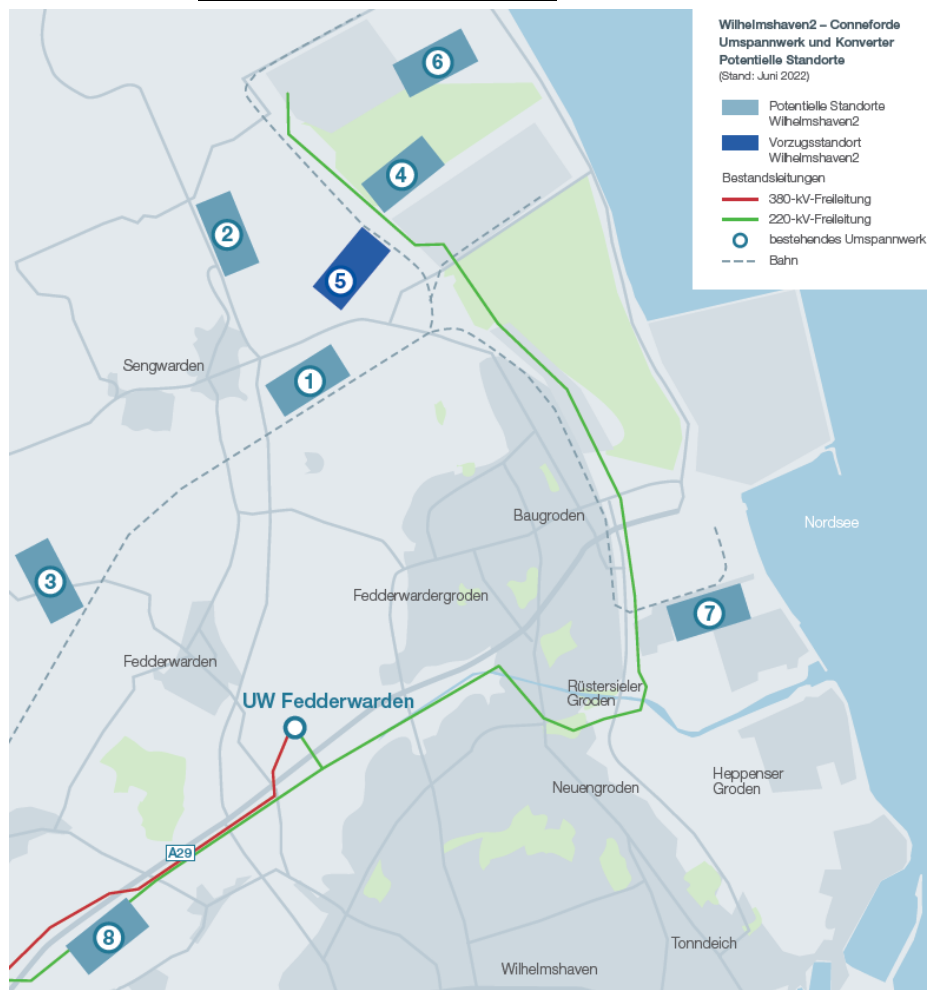 Wilhelmshaven2 – Conneforde
Umspannwerk und Konverter
Potentielle Standorte
(Stand: Juni 2022)
Potentielle Standorte
Wilhelmshaven2
Vorzugsstandort
Wilhelmshaven2
Bestandsleitungen
380-kV-Freileitung
220-kV-Freileitung
bestehendes Umspannwerk
Bahn
6
4
2
5
Sengwarden
1
Baugroden
Nordsee
3
Fedderwardergroden
7
Fedderwarden
Rüstersieler
Groden
UW Fedderwarden
Heppenser
Groden
Neuengroden
A29
8
Tonndeich
Wilhelmshaven